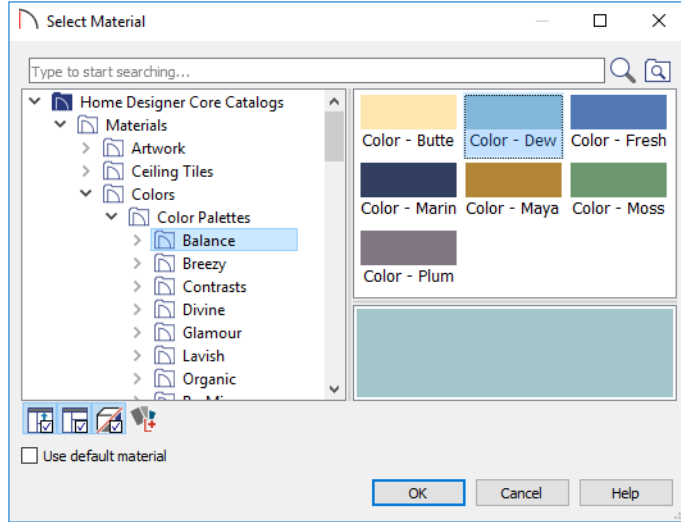 Select Material
Type to start searching...
Home Designer Core Catalogs
Materials
Artwork
Ceiling Tiles
Colors
Color Palettes
Balance
Breezy
Contrasts
Divine
Glamour
Lavish
Organic
Color - Butte Color - Dew Color - Fresh
Color - Marin Color - Maya Color - Moss
Color - Plum
Use default material
OK Cancel Help